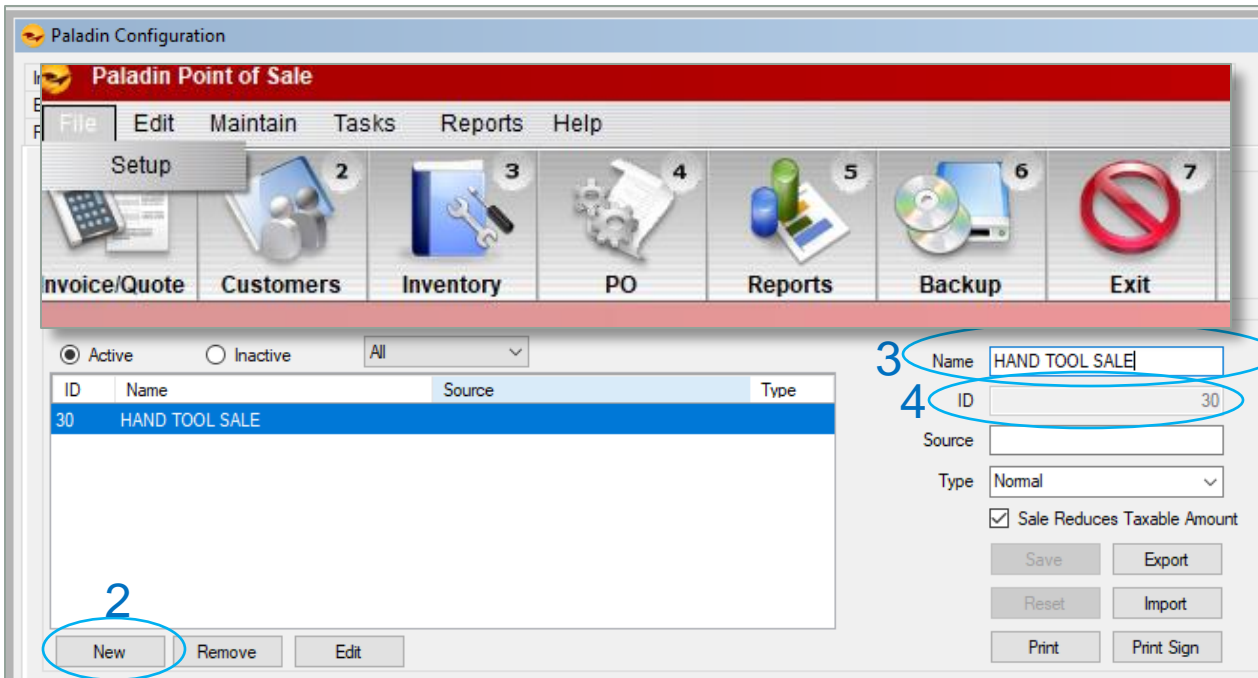 Paladin Configuration
Paladin Point of Sale
File Edit Maintain Tasks Reports Help
Setup
2 3 4 5 6 7
nvoice/Quote Customers Inventory PO Reports Backup Exit
Active Inactive All
3 Name HAND TOOL SALE
ID Name Source Type
4 ID 30
30 HAND TOOL SALE
Source
Type Normal
Sale Reduces Taxable Amount
Save Export
Reset Import
2
New Remove Edit
Print Print Sign